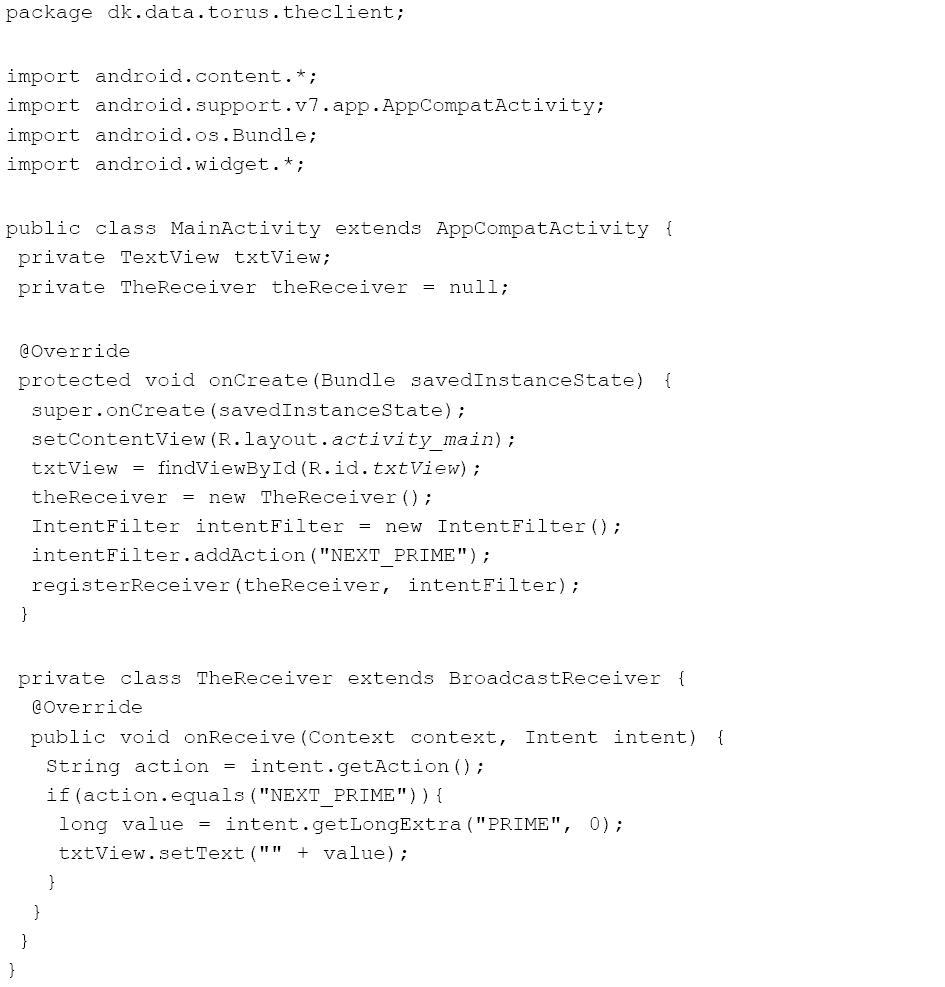 package dk.data.torus.theclient;
import android.content.*;
import android.support.v7.app.AppCompatActivity;
import android.os.Bundle;
import android.widget.*;
public class MainActivity extends AppCompatActivity {
private TextView txtView;
private TheReceiver theReceiver = null;
@Override
protected void onCreate(Bundle savedInstanceState) {
super.onCreate(savedInstanceState);
setContentView(R.layout.activity_main);
txtView = findViewById(R.id.txtView);
theReceiver = new TheReceiver();
IntentFilter intentFilter = new IntentFilter();
intentFilter.addAction("NEXT_PRIME");
registerReceiver(theReceiver, intentFilter);
}
private class TheReceiver extends BroadcastReceiver {
@Override
public void onReceive(Context context, Intent intent) {
String action = intent.getAction();
if(action.equals("NEXT_PRIME")){
long value = intent.getLongExtra("PRIME", 0);
txtView.setText("" + value);
}
}
}
}